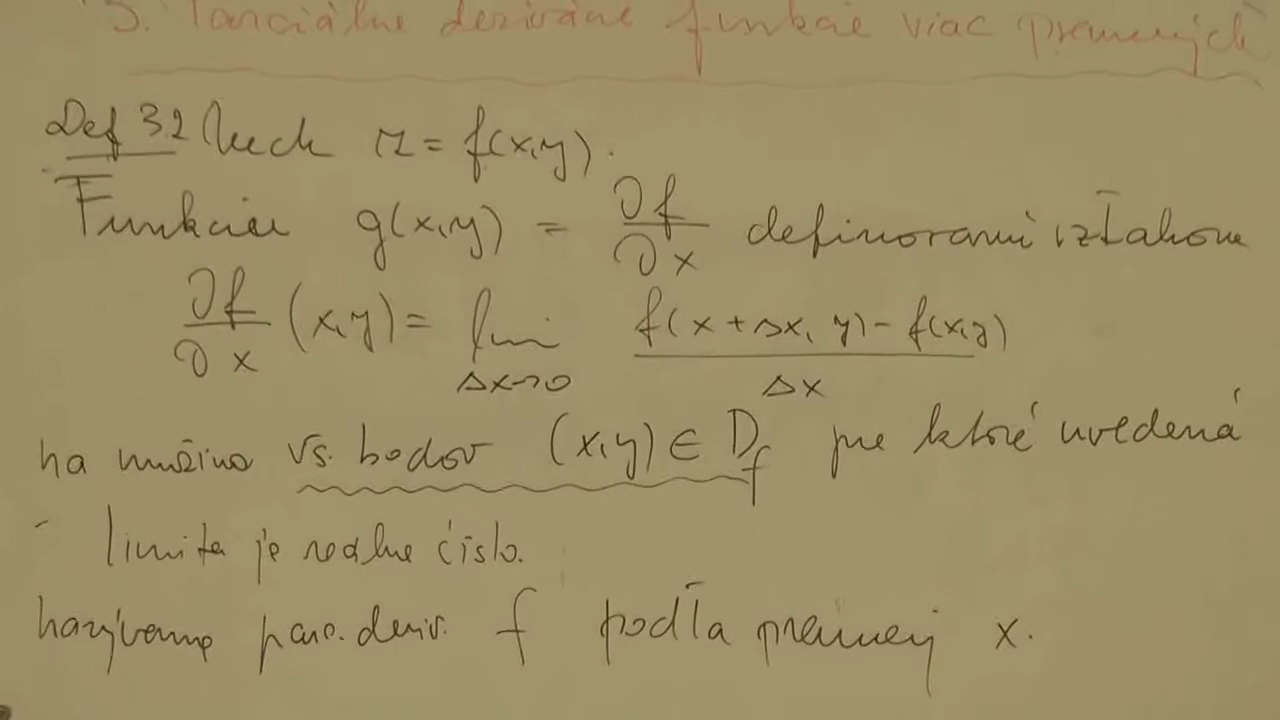 3. Parciálne derivácie funkcie viac premenných
Def 3.2 Nech z = f(x,y).
Funkciu g(x,y) = ∂f/∂x definovanú vzťahom
∂f/∂x (x,y) = lim Δx→0 (f(x+Δx, y) - f(x,y))/Δx
na množine vš. bodov (x,y) ∈ D_f pre ktoré uvedená
limita je reálne číslo.
nazývame parc. deriv. f podľa premennej x.